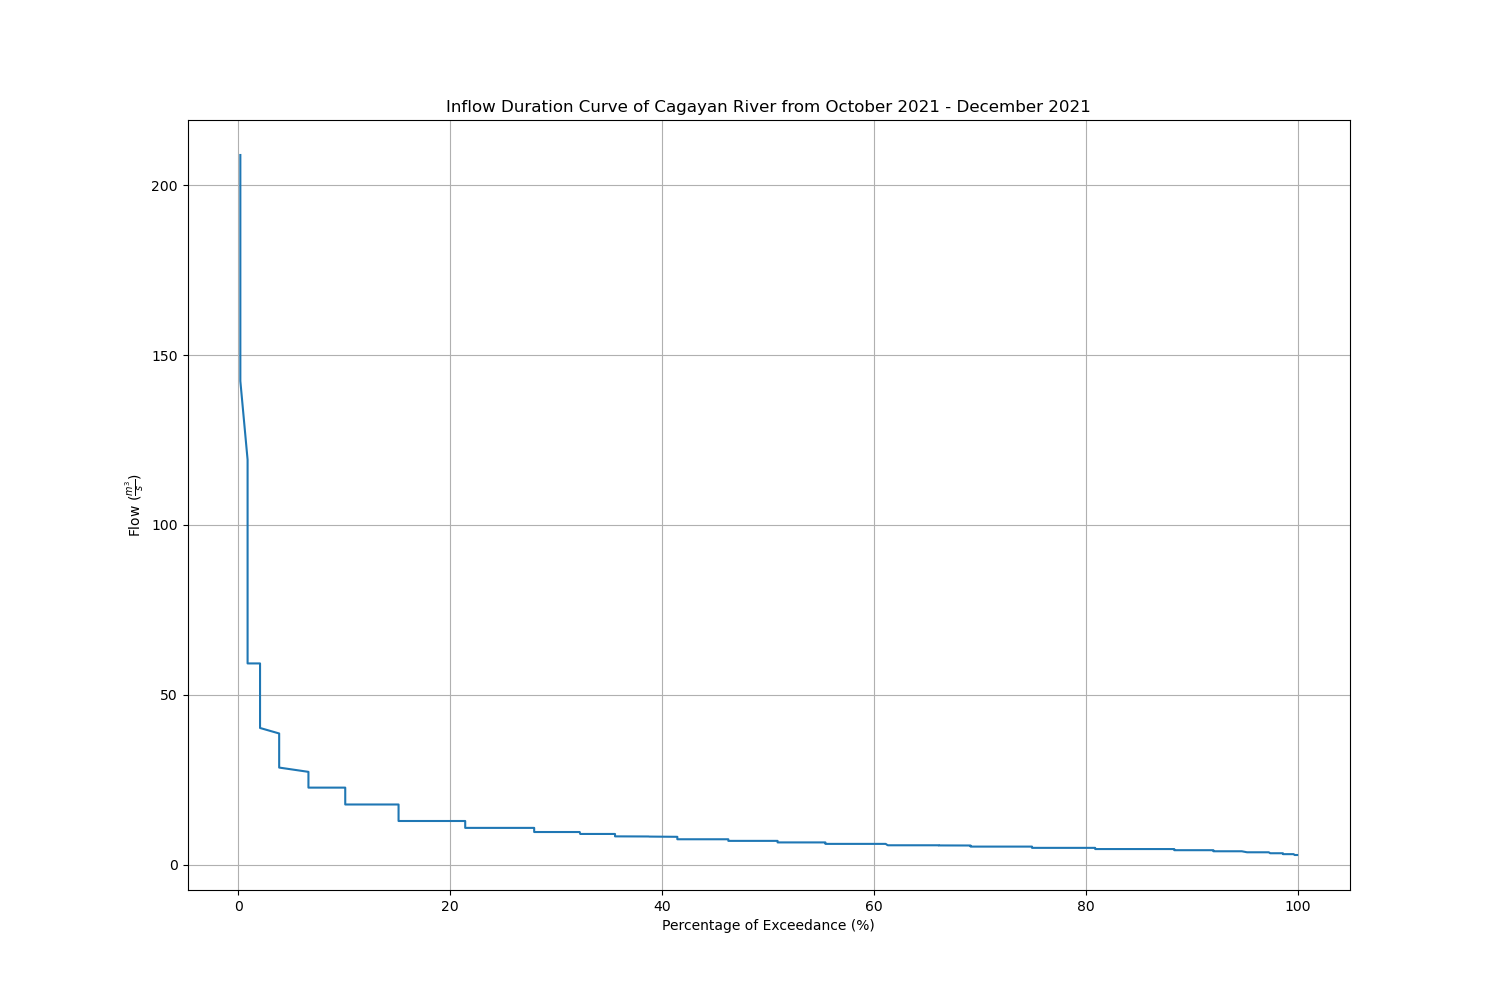 Inflow Duration Curve of Cagayan River from October 2021 - December 2021
200
150
100
50
0
Flow (m³/s)
0 20 40 60 80 100
Percentage of Exceedance (%)